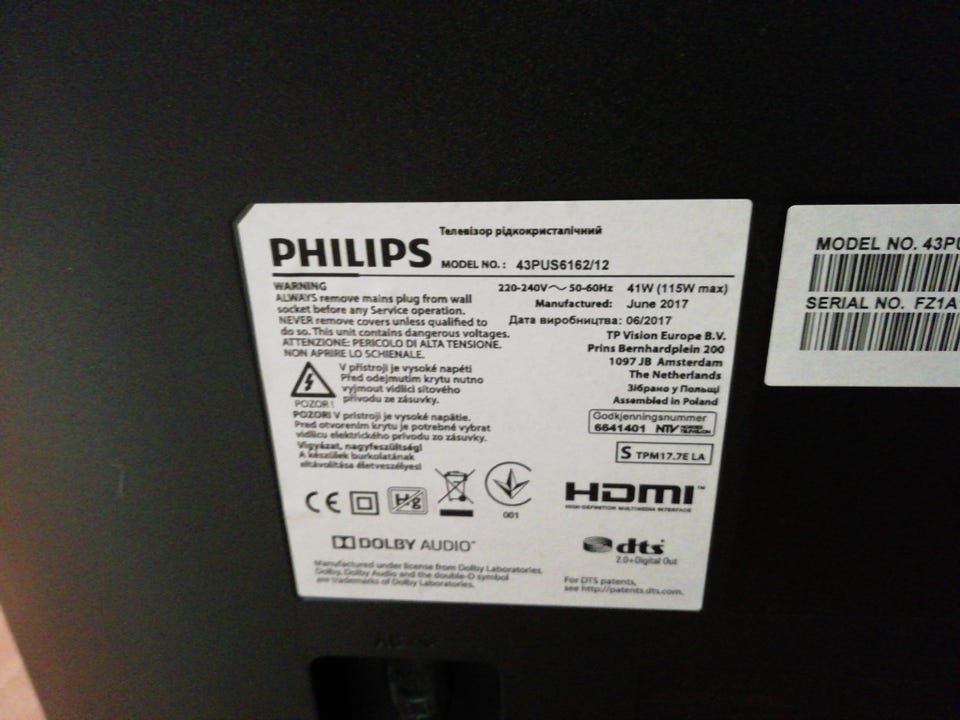 Телевізор рідкокристалічний
PHILIPS MODEL NO.: 43PUS6162/12
WARNING
ALWAYS remove mains plug from wall
socket before any Service operation.
NEVER remove covers unless qualified to
do so. This unit contains dangerous voltages.
ATTENZIONE: PERICOLO DI ALTA TENSIONE.
NON APRIRE LO SCHIENALE.
V přístroji je vysoké napětí
Před odejmutím krytu nutno
vyjmout vidlici síťového
přívodu ze zásuvky.
POZOR!
POZOR! V prístroji je vysoké napätie.
Pred otvorením krytu je potrebné vybrat
vidlicu elektrického prívodu zo zásuvky.
Vigyázat, nagyfeszültség!
A készülék burkolatának
eltávolítása életveszélyes!
220-240V~ 50-60Hz 41W (115W max)
Manufactured: June 2017
Дата виробництва: 06/2017
TP Vision Europe B.V.
Prins Bernhardplein 200
1097 JB Amsterdam
The Netherlands
Зібрано у Польщі
Assembled in Poland
Godkjenningsnummer
6641401 NTV
S TPM17.7E LA
CE Hg
001
HDMI™
HIGH-DEFINITION MULTIMEDIA INTERFACE
DOLBY AUDIO™
dts
2.0+Digital Out
Manufactured under license from Dolby Laboratories.
Dolby, Dolby Audio and the double-D symbol
are trademarks of Dolby Laboratories.
For DTS patents,
see http://patents.dts.com.
MODEL NO. 43PU
SERIAL NO. FZ1A